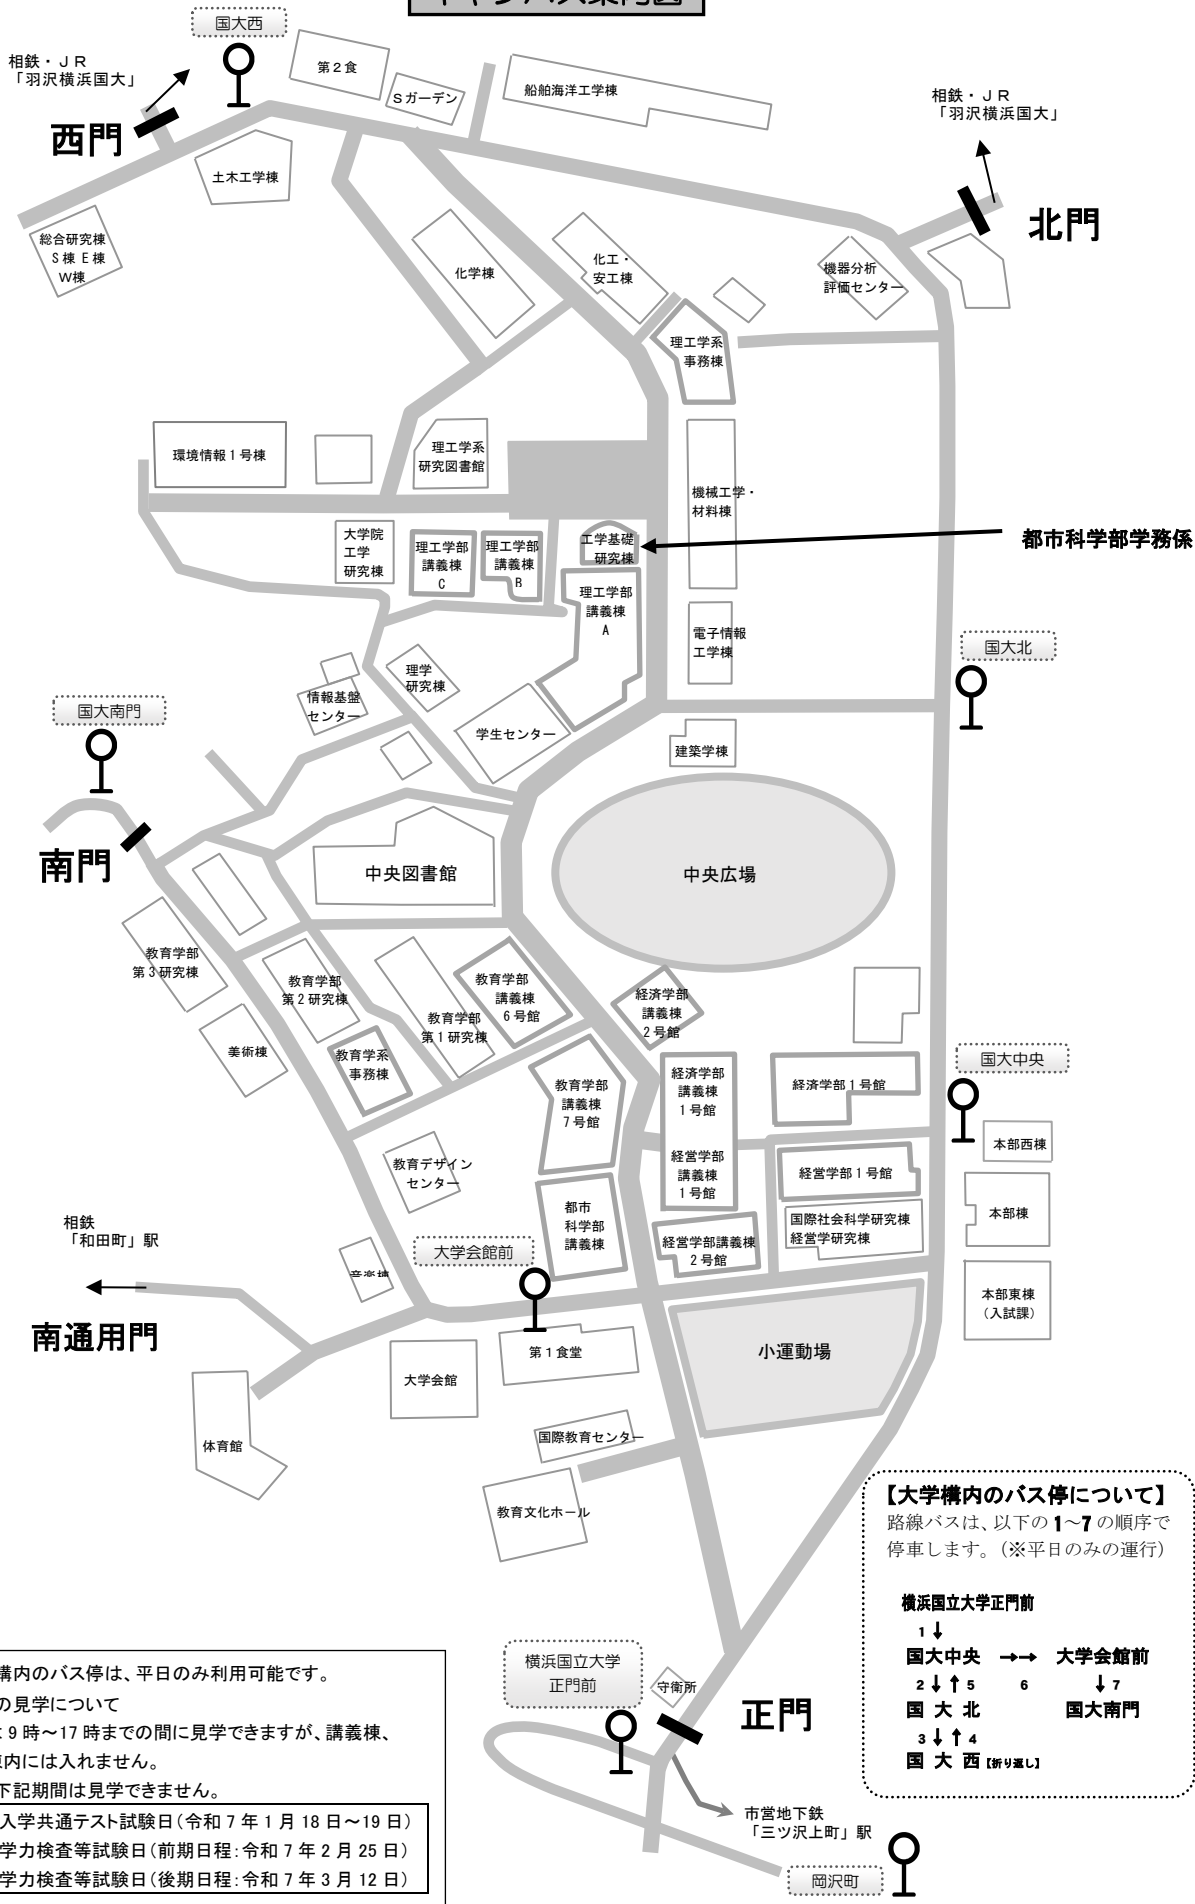 キャンパス案内図
国大西
相鉄・ＪＲ
「羽沢横浜国大」
西門
第２食
Ｓガーデン
船舶海洋工学棟
相鉄・ＪＲ
「羽沢横浜国大」
北門
土木工学棟
総合研究棟
Ｓ棟 Ｅ棟
Ｗ棟
化学棟
化工・
安工棟
機器分析
評価センター
理工学系
事務棟
環境情報１号棟
理工学系
研究図書館
機械工学・
材料棟
大学院
工学
研究棟
理工学部
講義棟
Ｃ
理工学部
講義棟
Ｂ
工学基礎
研究棟
都市科学部学務係
理工学部
講義棟
Ａ
電子情報
工学棟
国大北
理学
研究棟
情報基盤
センター
国大南門
学生センター
建築学棟
南門
中央図書館
中央広場
教育学部
第３研究棟
教育学部
第２研究棟
教育学部
第１研究棟
教育学部
講義棟
６号館
経済学部
講義棟
２号館
美術棟
教育学系
事務棟
国大中央
教育学部
講義棟
７号館
経済学部
講義棟
１号館
経済学部１号館
本部西棟
教育デザイン
センター
経営学部
講義棟
１号館
経営学部１号館
都市
科学部
講義棟
国際社会科学研究棟
経営学研究棟
本部棟
相鉄
「和田町」駅
大学会館前
経営学部講義棟
２号館
音楽棟
本部東棟
（入試課）
南通用門
第１食堂
小運動場
大学会館
体育館
国際教育センター
教育文化ホール
【大学構内のバス停について】
路線バスは、以下の１～７の順序で
停車します。（※平日のみの運行）
横浜国立大学正門前
１↓
国大中央 →→ 大学会館前
２↓↑５ ６ ↓７
国 大 北 国大南門
３↓↑４
国 大 西【折り返し】
構内のバス停は、平日のみ利用可能です。
の見学について
９時～17時までの間に見学できますが、講義棟、
棟内には入れません。
下記期間は見学できません。
入学共通テスト試験日（令和７年１月18日～19日）
学力検査等試験日（前期日程：令和７年２月25日）
学力検査等試験日（後期日程：令和７年３月12日）
横浜国立大学
正門前
守衛所
正門
市営地下鉄
「三ツ沢上町」駅
岡沢町